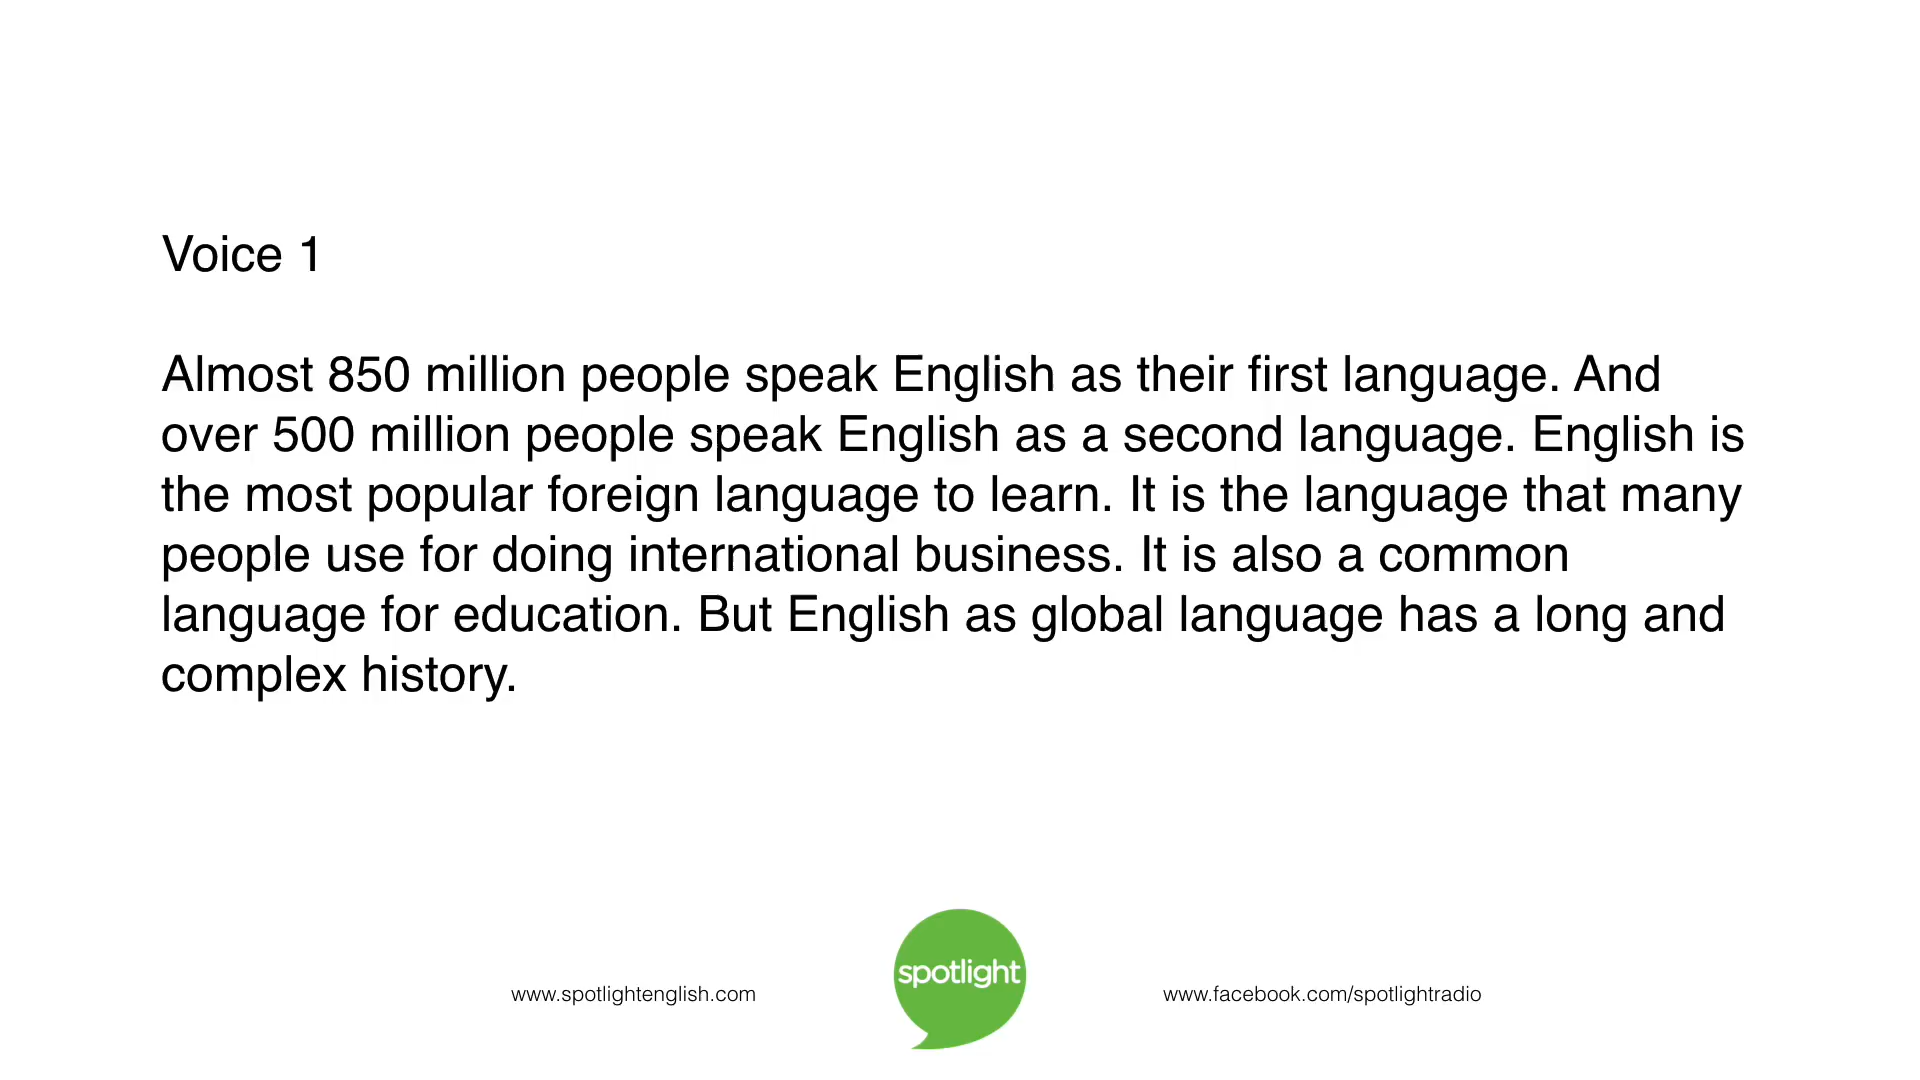 Voice 1
Almost 850 million people speak English as their first language. And
over 500 million people speak English as a second language. English is
the most popular foreign language to learn. It is the language that many
people use for doing international business. It is also a common
language for education. But English as global language has a long and
complex history.
spotlight
www.spotlightenglish.com
www.facebook.com/spotlightradio